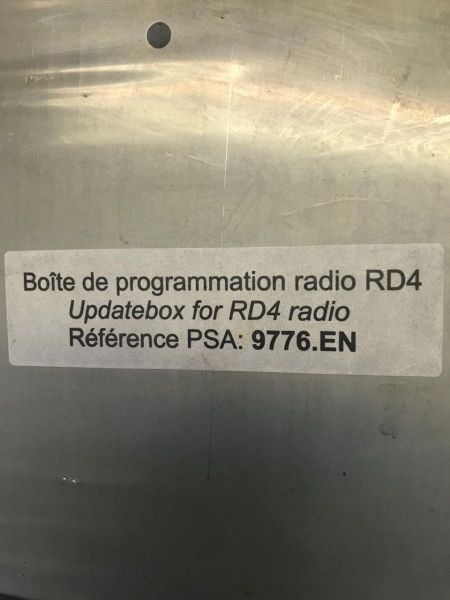 Boîte de programmation radio RD4
Updatebox for RD4 radio
Référence PSA: 9776.EN